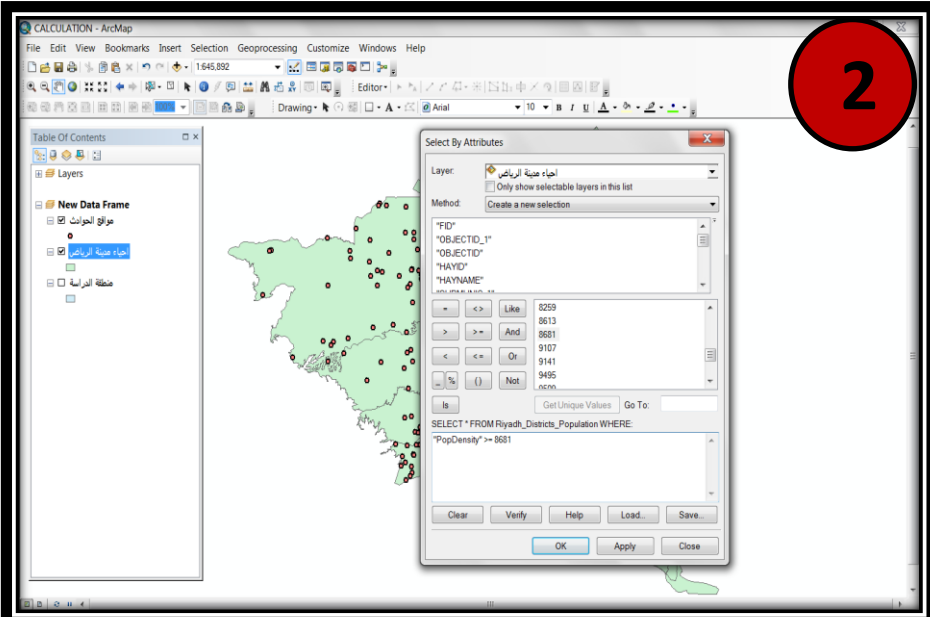 CALCULATION - ArcMap
2
File Edit View Bookmarks Insert Selection Geoprocessing Customize Windows Help
1:645,892
Editor
100%
Drawing
Arial
10
B I U A
Table Of Contents
Layers
New Data Frame
مواقع الحوادث
احياء مدينة الرياض
منطقة الدراسة
Select By Attributes
Layer: احياء مدينة الرياض
Only show selectable layers in this list
Method: Create a new selection
"FID"
"OBJECTID_1"
"OBJECTID"
"HAYID"
"HAYNAME"
= <> Like
> >= And
< <= Or
_ % () Not
Is
8259
8613
8681
9107
9141
9495
Get Unique Values Go To:
SELECT * FROM Riyadh_Districts_Population WHERE:
"PopDensity" >= 8681
Clear Verify Help Load... Save...
OK Apply Close